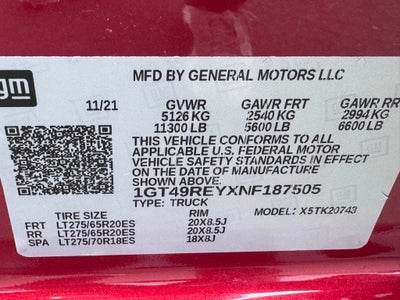 gm
MFD BY GENERAL MOTORS LLC
11/21 GVWR GAWR FRT GAWR RR
5126 KG 2540 KG 2994 KG
11300 LB 5600 LB 6600 LB
THIS VEHICLE CONFORMS TO ALL
APPLICABLE U.S. FEDERAL MOTOR
VEHICLE SAFETY STANDARDS IN EFFECT
ON THE DATE OF MANUFACTURE
SHOWN ABOVE.
1GT49REYXNF187505
TYPE: TRUCK MODEL: X5TK20743
TIRE SIZE RIM
FRT LT275/65R20ES 20X8.5J
RR LT275/65R20ES 20X8.5J
SPA LT275/70R18ES 18X8J